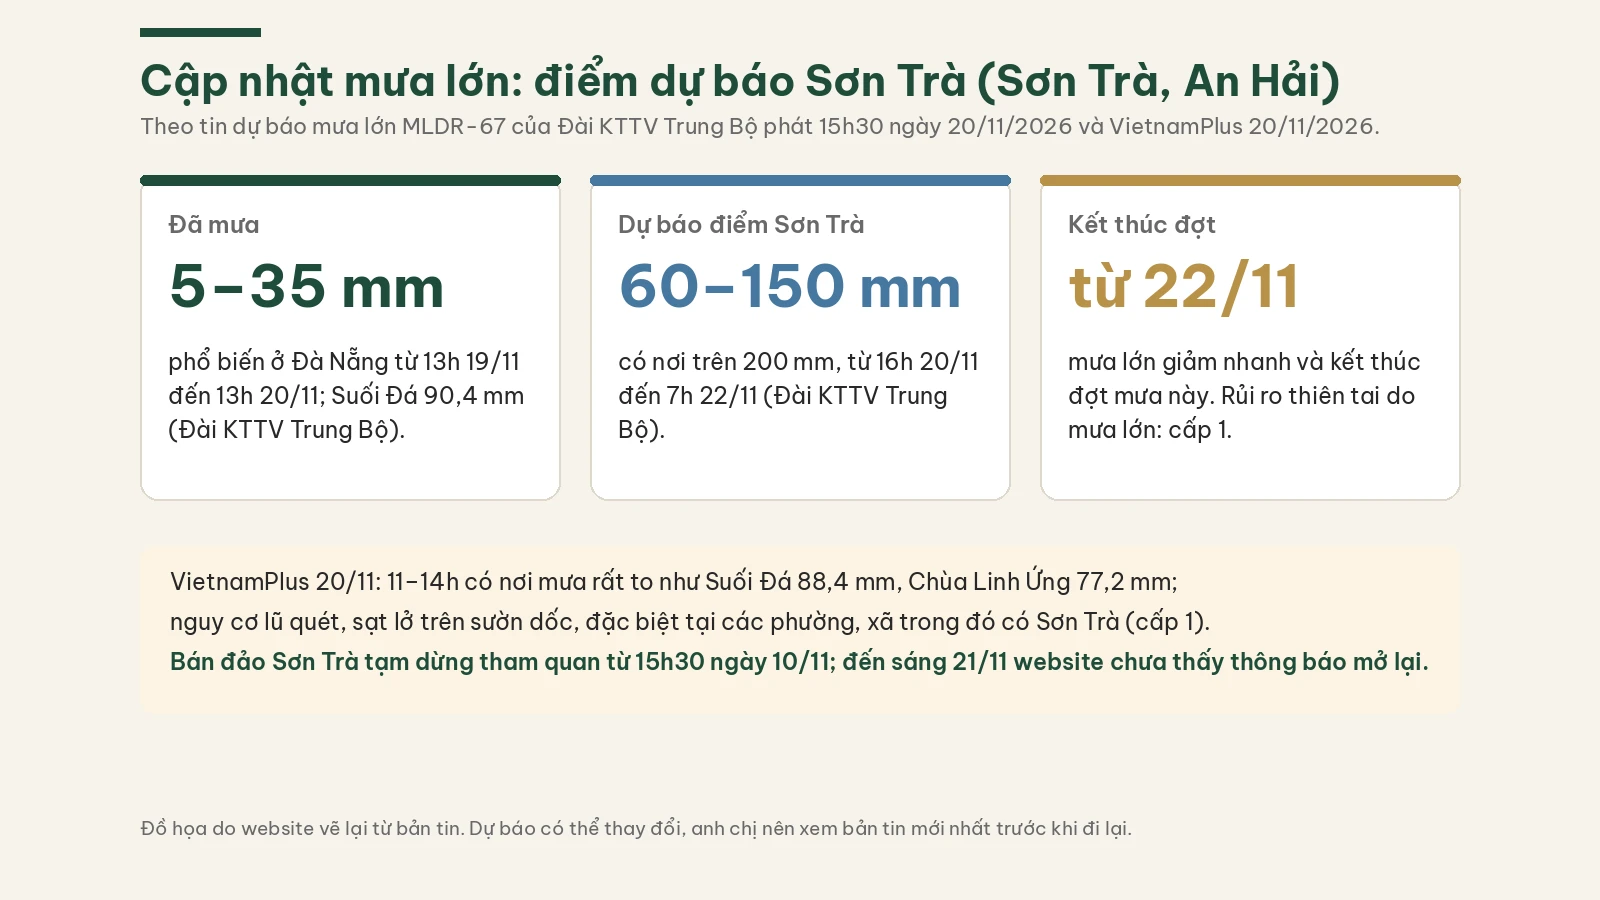 Cập nhật mưa lớn: điểm dự báo Sơn Trà (Sơn Trà, An Hải)
Theo tin dự báo mưa lớn MLDR-67 của Đài KTTV Trung Bộ phát 15h30 ngày 20/11/2026 và VietnamPlus 20/11/2026.
Đã mưa
5–35 mm
phổ biến ở Đà Nẵng từ 13h 19/11
đến 13h 20/11; Suối Đá 90,4 mm
(Đài KTTV Trung Bộ).
Dự báo điểm Sơn Trà
60–150 mm
có nơi trên 200 mm, từ 16h 20/11
đến 7h 22/11 (Đài KTTV Trung
Bộ).
Kết thúc đợt
từ 22/11
mưa lớn giảm nhanh và kết thúc
đợt mưa này. Rủi ro thiên tai do
mưa lớn: cấp 1.
VietnamPlus 20/11: 11–14h có nơi mưa rất to như Suối Đá 88,4 mm, Chùa Linh Ứng 77,2 mm;
nguy cơ lũ quét, sạt lở trên sườn dốc, đặc biệt tại các phường, xã trong đó có Sơn Trà (cấp 1).
Bán đảo Sơn Trà tạm dừng tham quan từ 15h30 ngày 10/11; đến sáng 21/11 website chưa thấy thông báo mở lại.
Đồ họa do website vẽ lại từ bản tin. Dự báo có thể thay đổi, anh chị nên xem bản tin mới nhất trước khi đi lại.